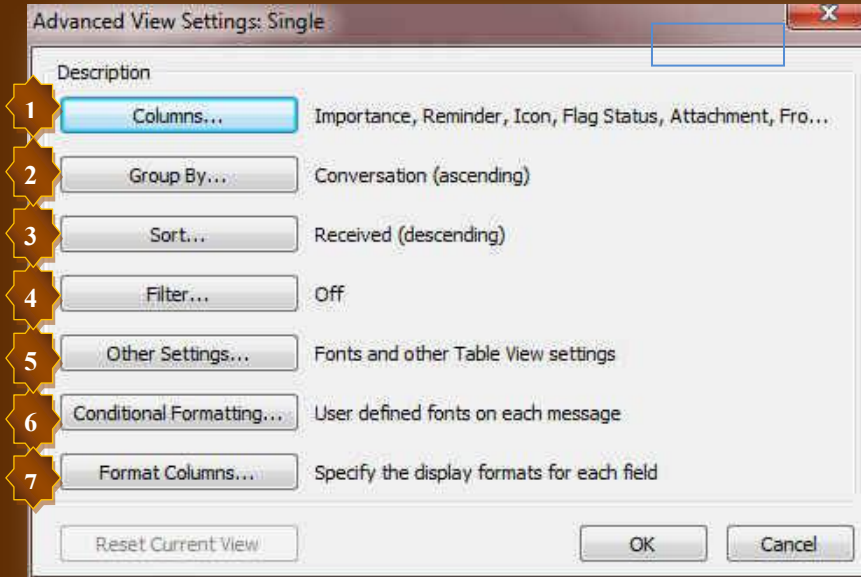 Advanced View Settings: Single
Description
1 Columns... Importance, Reminder, Icon, Flag Status, Attachment, Fro...
2 Group By... Conversation (ascending)
3 Sort... Received (descending)
4 Filter... Off
5 Other Settings... Fonts and other Table View settings
6 Conditional Formatting... User defined fonts on each message
7 Format Columns... Specify the display formats for each field
Reset Current View OK Cancel